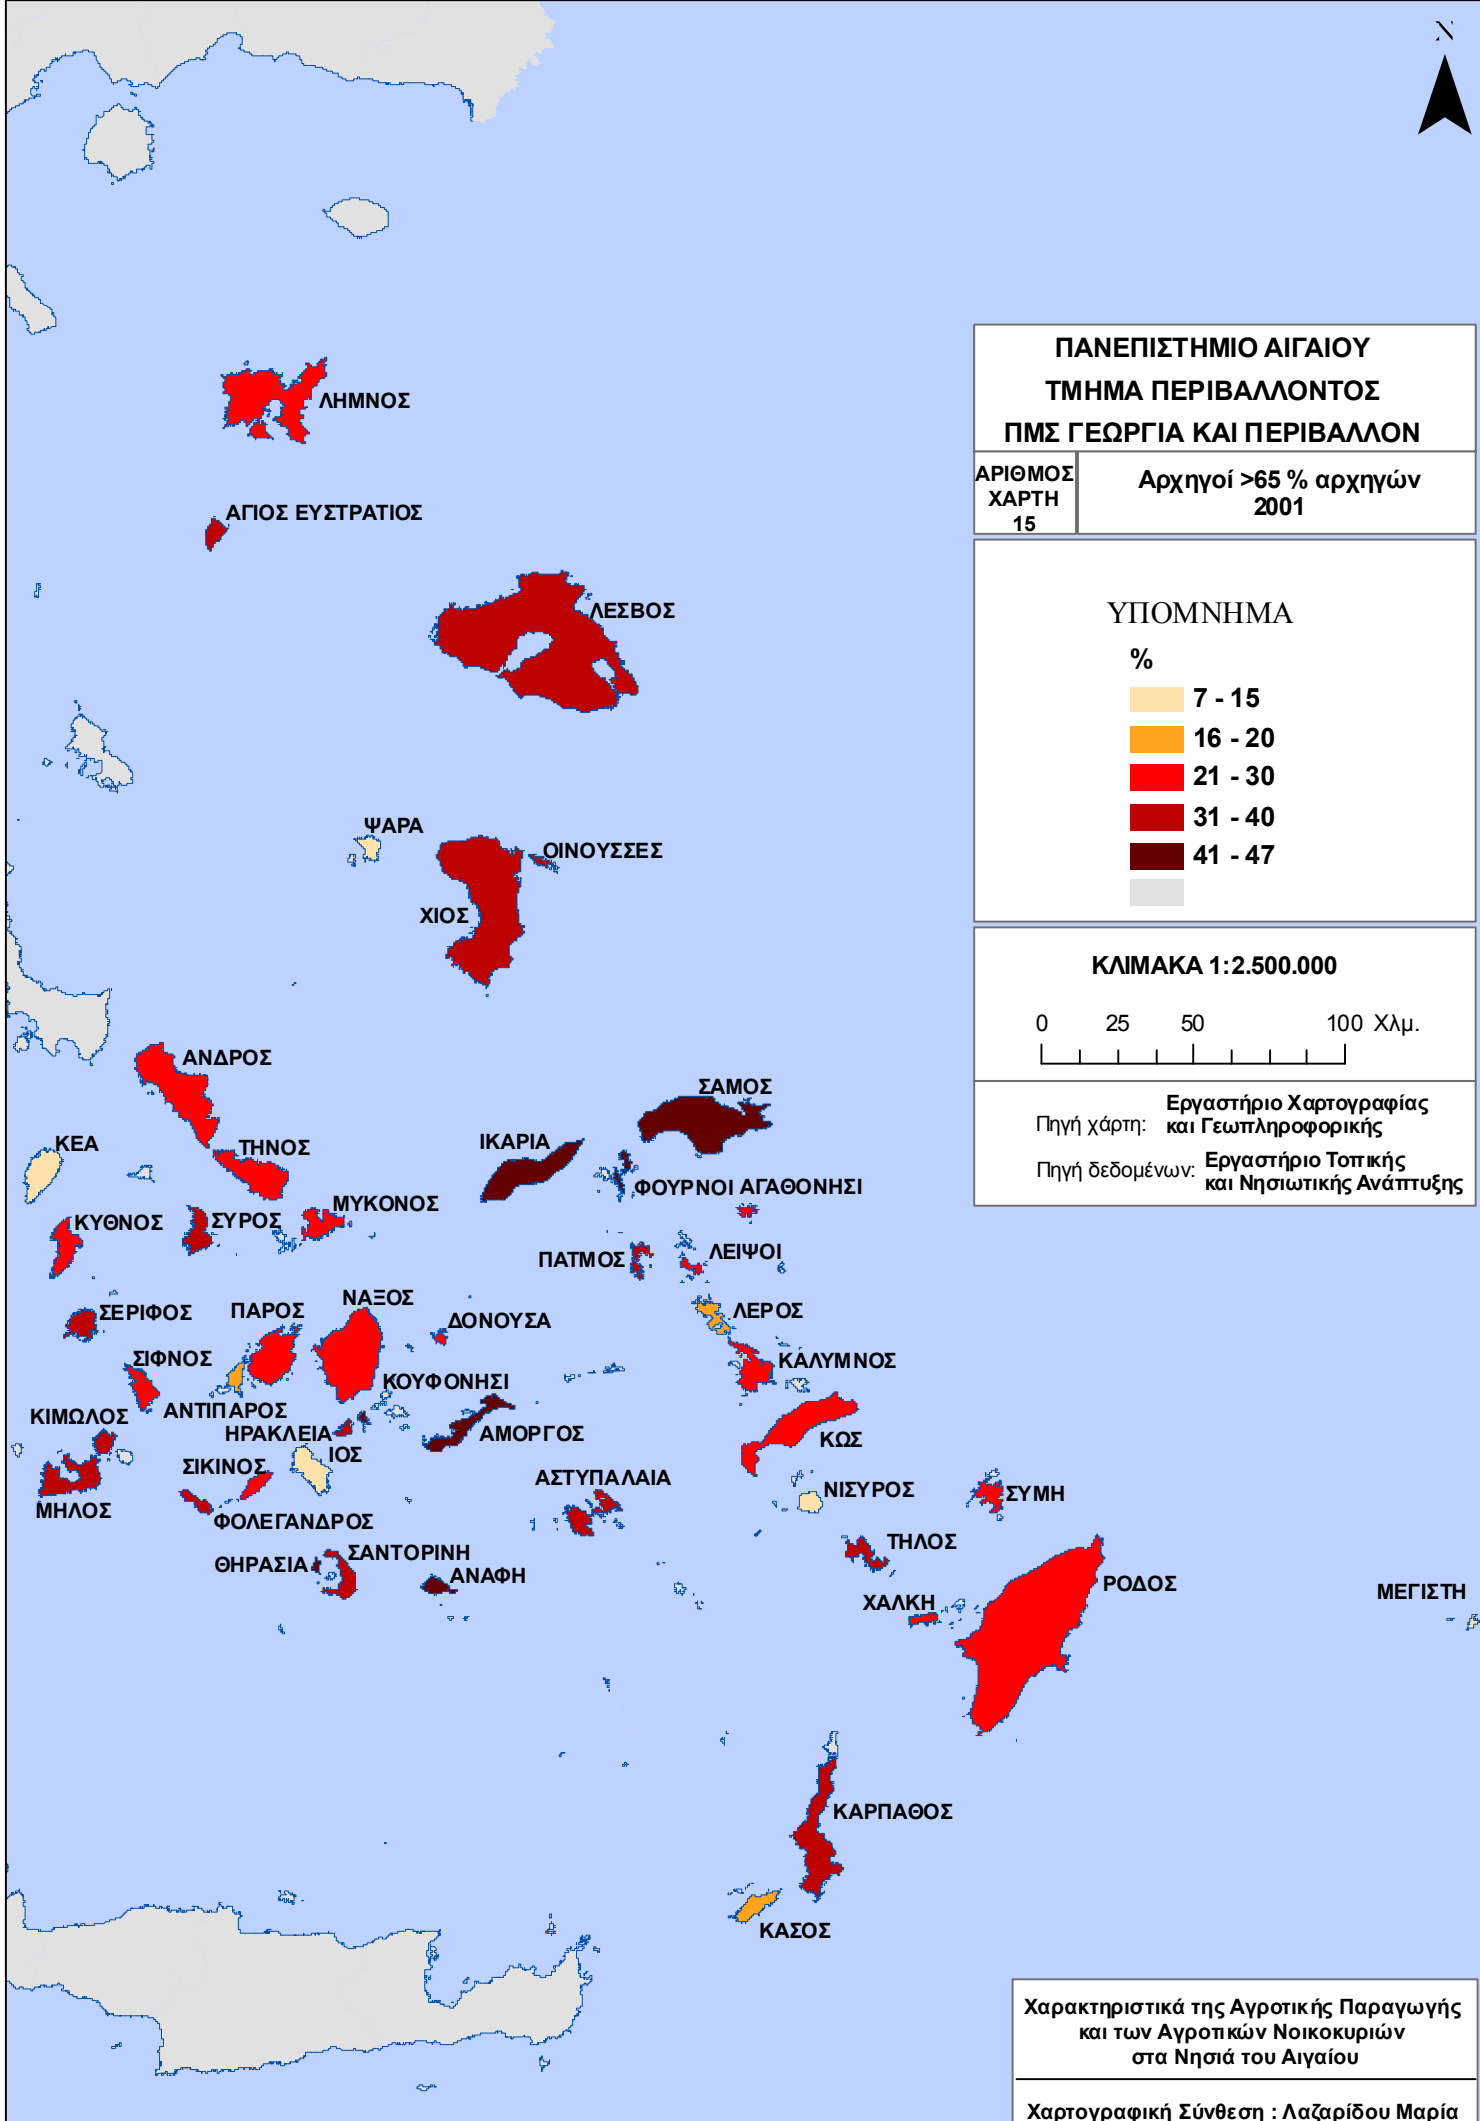 N
ΠΑΝΕΠΙΣΤΗΜΙΟ ΑΙΓΑΙΟΥ
ΤΜΗΜΑ ΠΕΡΙΒΑΛΛΟΝΤΟΣ
ΠΜΣ ΓΕΩΡΓΙΑ ΚΑΙ ΠΕΡΙΒΑΛΛΟΝ
ΑΡΙΘΜΟΣ
ΧΑΡΤΗ
15
Αρχηγοί >65 % αρχηγών
2001
ΥΠΟΜΝΗΜΑ
%
7 - 15
16 - 20
21 - 30
31 - 40
41 - 47
ΚΛΙΜΑΚΑ 1:2.500.000
0 25 50 100 Χλμ.
Πηγή χάρτη: Εργαστήριο Χαρτογραφίας
και Γεωπληροφορικής
Πηγή δεδομένων: Εργαστήριο Τοπικής
και Νησιωτικής Ανάπτυξης
ΛΗΜΝΟΣ
ΑΓΙΟΣ ΕΥΣΤΡΑΤΙΟΣ
ΛΕΣΒΟΣ
ΨΑΡΑ
ΟΙΝΟΥΣΣΕΣ
ΧΙΟΣ
ΑΝΔΡΟΣ
ΣΑΜΟΣ
ΚΕΑ
ΤΗΝΟΣ
ΙΚΑΡΙΑ
ΦΟΥΡΝΟΙ ΑΓΑΘΟΝΗΣΙ
ΚΥΘΝΟΣ
ΣΥΡΟΣ
ΜΥΚΟΝΟΣ
ΠΑΤΜΟΣ
ΛΕΙΨΟΙ
ΣΕΡΙΦΟΣ
ΠΑΡΟΣ
ΝΑΞΟΣ
ΔΟΝΟΥΣΑ
ΛΕΡΟΣ
ΣΙΦΝΟΣ
ΚΑΛΥΜΝΟΣ
ΚΟΥΦΟΝΗΣΙ
ΚΙΜΩΛΟΣ
ΑΝΤΙΠΑΡΟΣ
ΗΡΑΚΛΕΙΑ
ΑΜΟΡΓΟΣ
ΚΩΣ
ΙΟΣ
ΣΙΚΙΝΟΣ
ΑΣΤΥΠΑΛΑΙΑ
ΝΙΣΥΡΟΣ
ΣΥΜΗ
ΜΗΛΟΣ
ΦΟΛΕΓΑΝΔΡΟΣ
ΤΗΛΟΣ
ΣΑΝΤΟΡΙΝΗ
ΘΗΡΑΣΙΑ
ΑΝΑΦΗ
ΡΟΔΟΣ
ΜΕΓΙΣΤΗ
ΧΑΛΚΗ
ΚΑΡΠΑΘΟΣ
ΚΑΣΟΣ
Χαρακτηριστικά της Αγροτικής Παραγωγής
και των Αγροτικών Νοικοκυριών
στα Νησιά του Αιγαίου
Χαρτογραφική Σύνθεση : Λαζαρίδου Μαρία